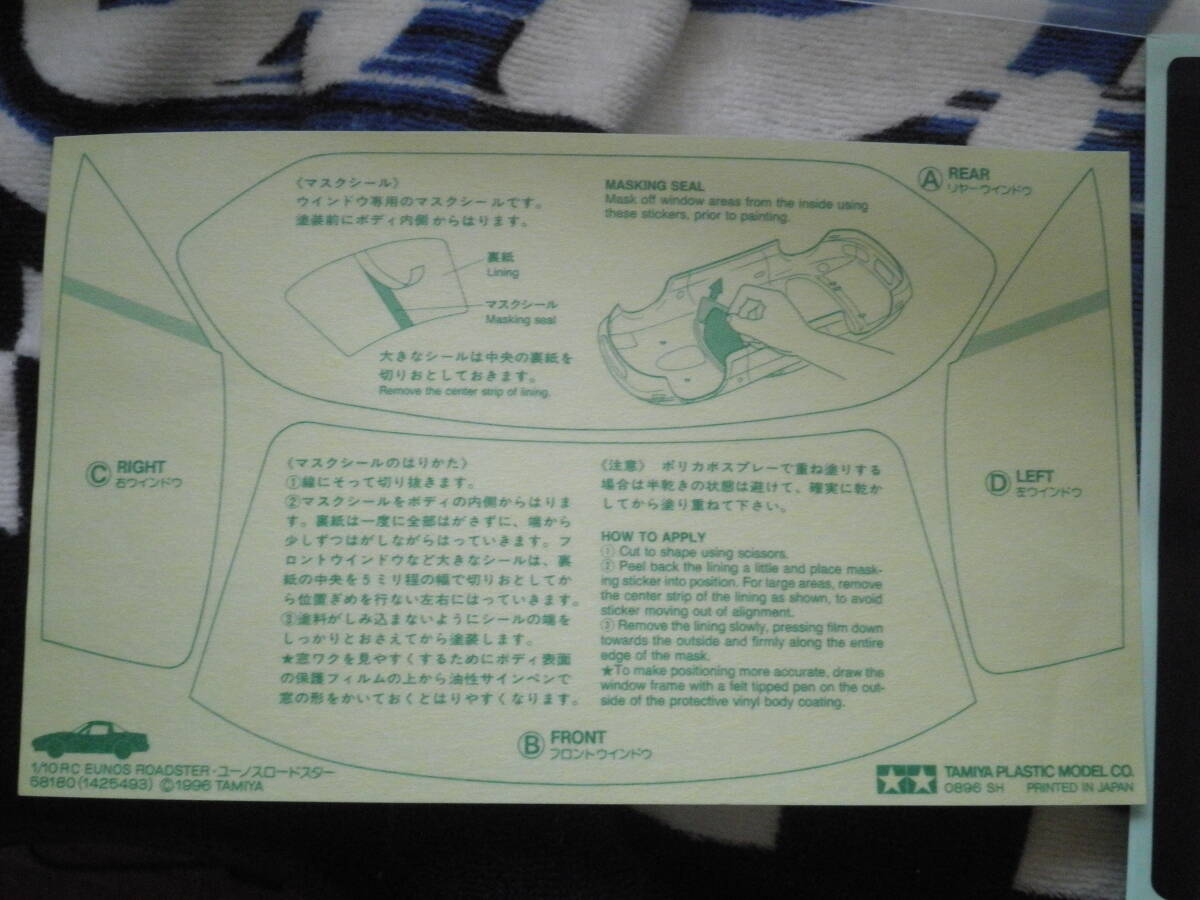 《マスクシール》
ウインドウ専用のマスクシールです。
塗装前にボディ内側からはります。
裏紙
Lining
マスクシール
Masking seal
大きなシールは中央の裏紙を
切りおとしておきます。
Remove the center strip of lining.
MASKING SEAL
Mask off window areas from the inside using
these stickers, prior to painting.
A REAR
リヤーウインドウ
C RIGHT
右ウインドウ
D LEFT
左ウインドウ
《マスクシールのはりかた》
①線にそって切り抜きます。
②マスクシールをボディの内側からはりま
す。裏紙は一度に全部はがさずに、端から
少しずつはがしながらはっていきます。フ
ロントウインドウなど大きなシールは、裏
紙の中央を5ミリ程の幅で切りおとしてか
ら位置ぎめを行ない左右にはっていきます。
③塗料がしみ込まないようにシールの端を
しっかりとおさえてから塗装します。
★窓ワクを見やすくするためにボディ表面
の保護フィルムの上から油性サインペンで
窓の形をかいておくとはりやすくなります。
《注意》 ポリカボスプレーで重ね塗りする
場合は半乾きの状態は避けて、確実に乾か
してから塗り重ねて下さい。
HOW TO APPLY
① Cut to shape using scissors.
② Peel back the lining a little and place mask-
ing sticker into position. For large areas, remove
the center strip of the lining as shown, to avoid
sticker moving out of alignment.
③ Remove the lining slowly, pressing film down
towards the outside and firmly along the entire
edge of the mask.
★To make positioning more accurate, draw the
window frame with a felt tipped pen on the out-
side of the protective vinyl body coating.
B FRONT
フロントウインドウ
1/10 RC EUNOS ROADSTER・ユーノスロードスター
58180 (1425493) ©1996 TAMIYA
TAMIYA PLASTIC MODEL CO.
0896 SH PRINTED IN JAPAN